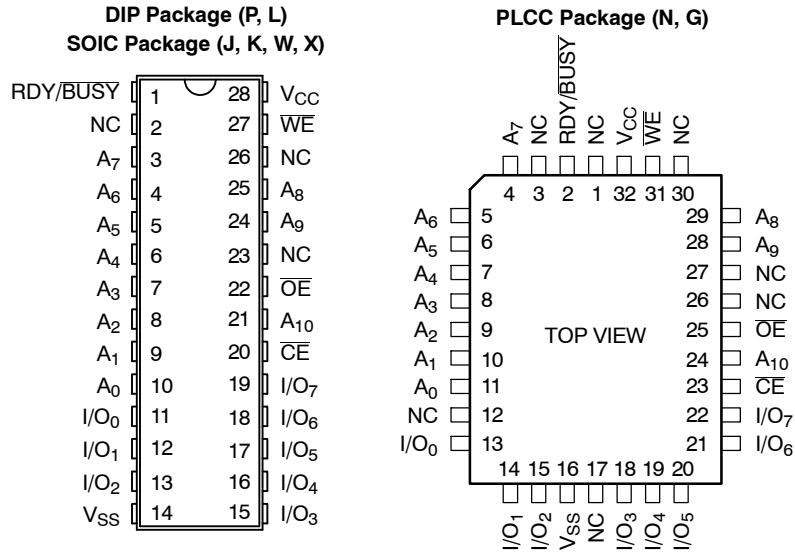 DIP Package (P, L)
SOIC Package (J, K, W, X)
RDY/BUSY 1 28 VCC
NC 2 27 WE
A7 3 26 NC
A6 4 25 A8
A5 5 24 A9
A4 6 23 NC
A3 7 22 OE
A2 8 21 A10
A1 9 20 CE
A0 10 19 I/O7
I/O0 11 18 I/O6
I/O1 12 17 I/O5
I/O2 13 16 I/O4
VSS 14 15 I/O3
PLCC Package (N, G)
A7 NC RDY/BUSY NC VCC WE NC
4 3 2 1 32 31 30
A6 5 29 A8
A5 6 28 A9
A4 7 27 NC
A3 8 26 NC
A2 9 TOP VIEW 25 OE
A1 10 24 A10
A0 11 23 CE
NC 12 22 I/O7
I/O0 13 21 I/O6
14 15 16 17 18 19 20
I/O1 I/O2 VSS NC I/O3 I/O4 I/O5